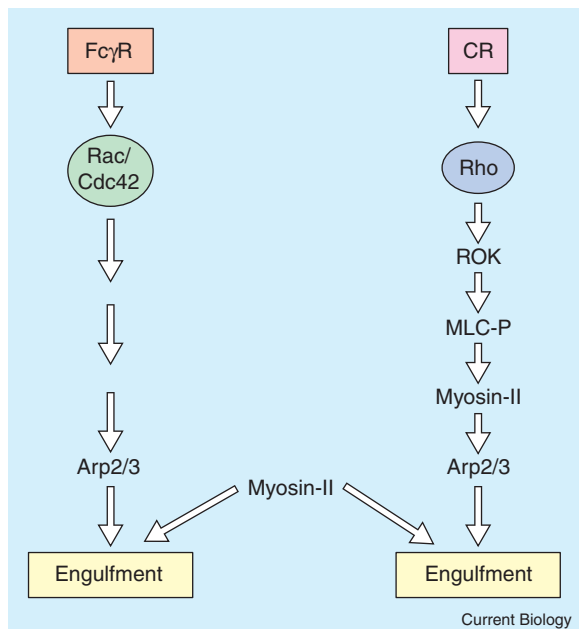 FcγR
Rac/
Cdc42
Arp2/3
Engulfment
Myosin-II
CR
Rho
ROK
MLC-P
Myosin-II
Arp2/3
Engulfment
Current Biology